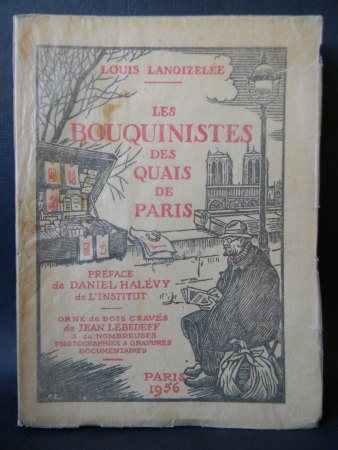 LOUIS LANOIZELÉE
LES
BOUQUINISTES
DES
QUAIS
DE
PARIS
PRÉFACE
de DANIEL HALÉVY
de L'INSTITUT
ORNÉ de BOIS GRAVÉS
de JEAN LÉBÉDEFF
& de NOMBREUSES
PHOTOGRAPHIES & GRAVURES
DOCUMENTAIRES
PARIS
1956